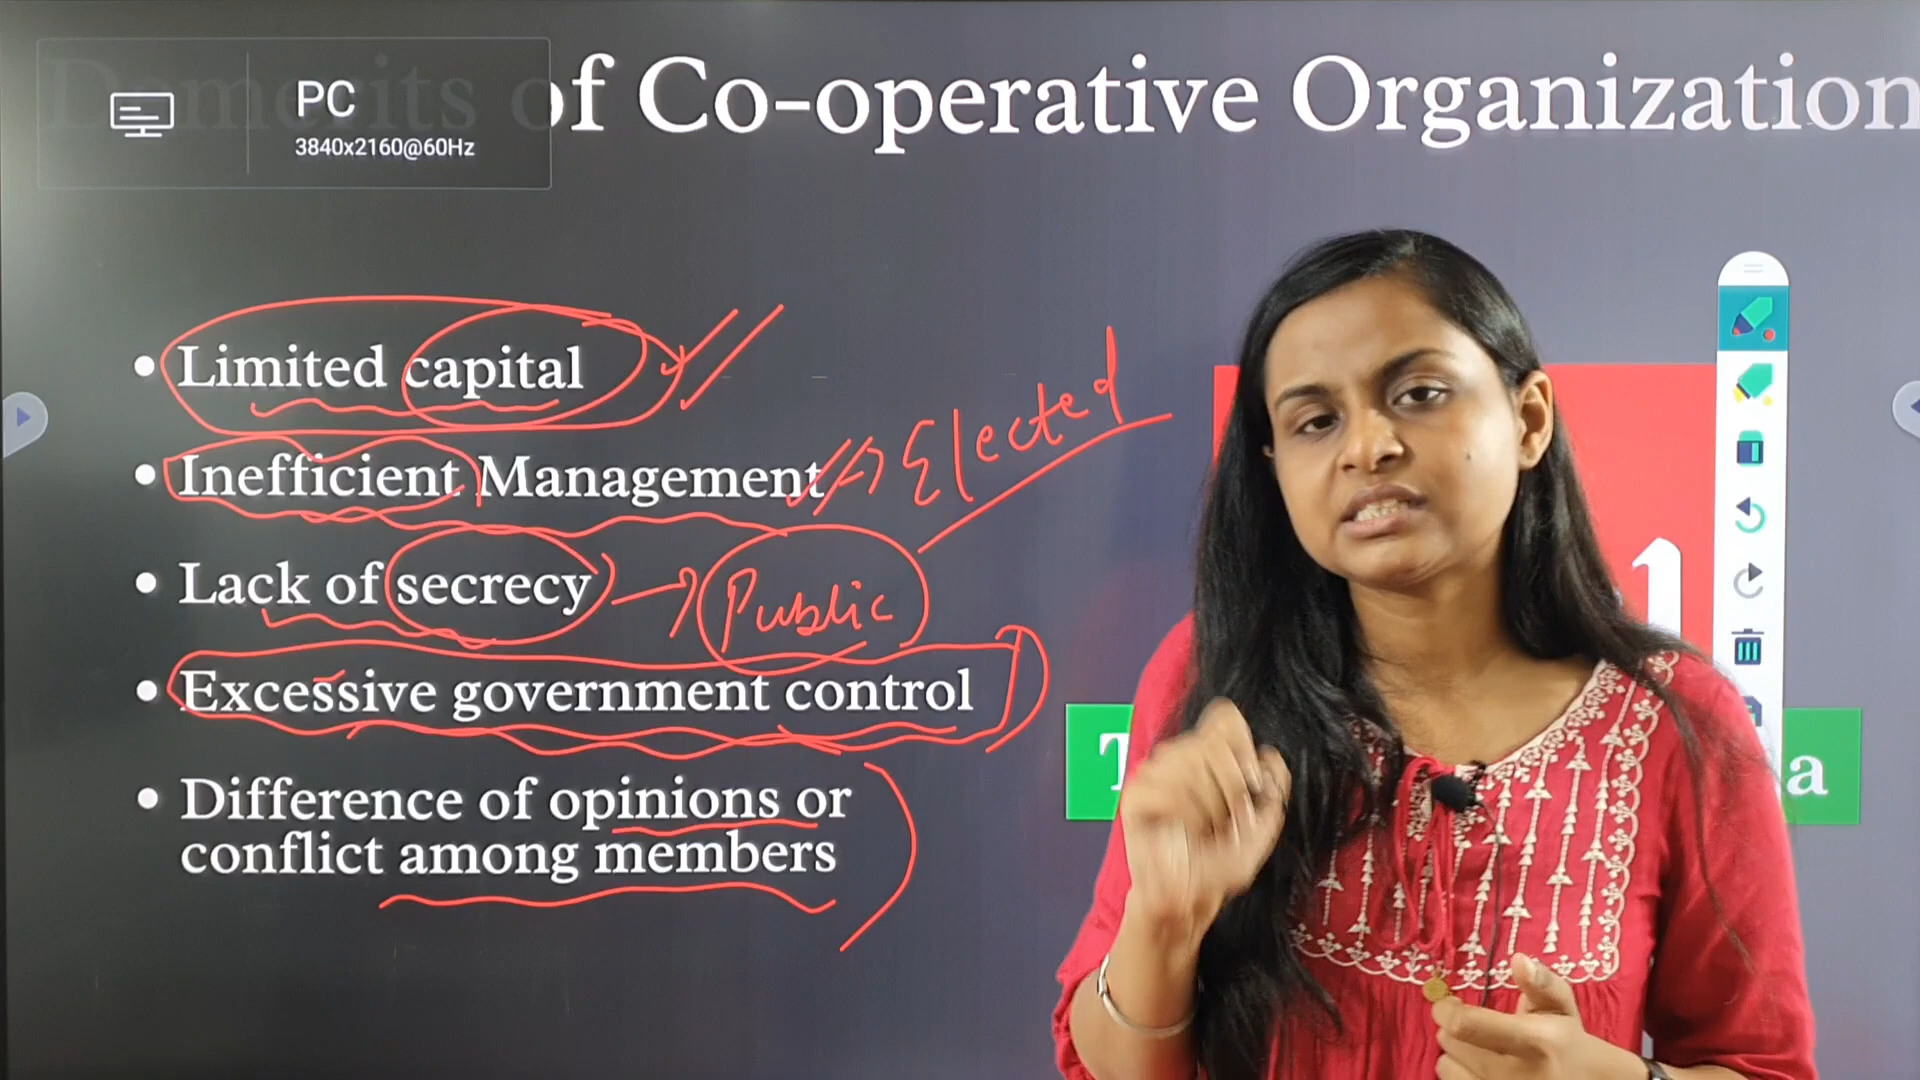 Demerits of Co-operative Organization
PC
3840x2160@60Hz
• Limited capital
• Inefficient Management
Elected
• Lack of secrecy
Public
• Excessive government control
• Difference of opinions or
conflict among members